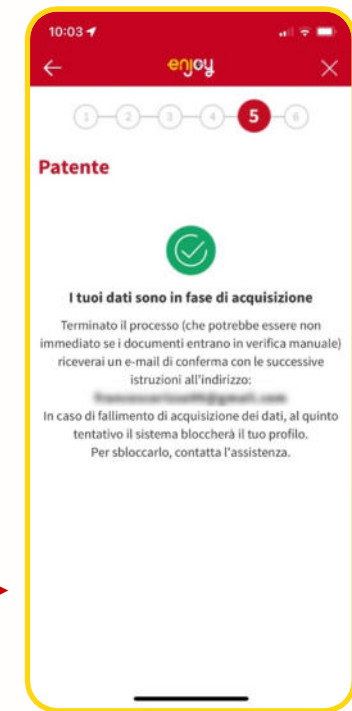 10:03
enjoy
1 2 3 4 5 6
Patente
I tuoi dati sono in fase di acquisizione
Terminato il processo (che potrebbe essere non
immediato se i documenti entrano in verifica manuale)
riceverai un e-mail di conferma con le successive
istruzioni all'indirizzo:
In caso di fallimento di acquisizione dei dati, al quinto
tentativo il sistema bloccherà il tuo profilo.
Per sbloccarlo, contatta l'assistenza.